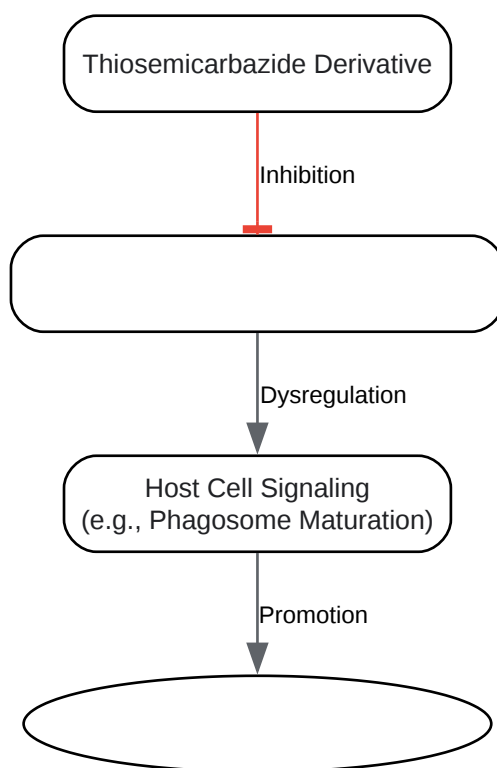 Thiosemicarbazide Derivative
Inhibition
Dysregulation
Host Cell Signaling
(e.g., Phagosome Maturation)
Promotion